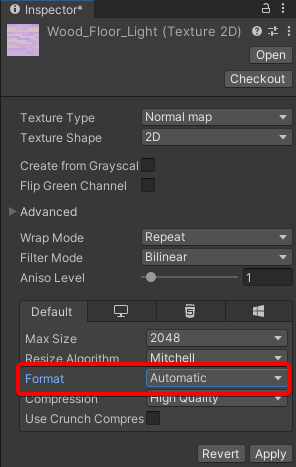 Inspector*
Wood_Floor_Light (Texture 2D)
Open
Checkout
Texture Type Normal map
Texture Shape 2D
Create from Grayscal
Flip Green Channel
Advanced
Wrap Mode Repeat
Filter Mode Bilinear
Aniso Level 1
Default
Max Size 2048
Resize Algorithm Mitchell
Format Automatic
Compression High Quality
Use Crunch Compres
Revert Apply